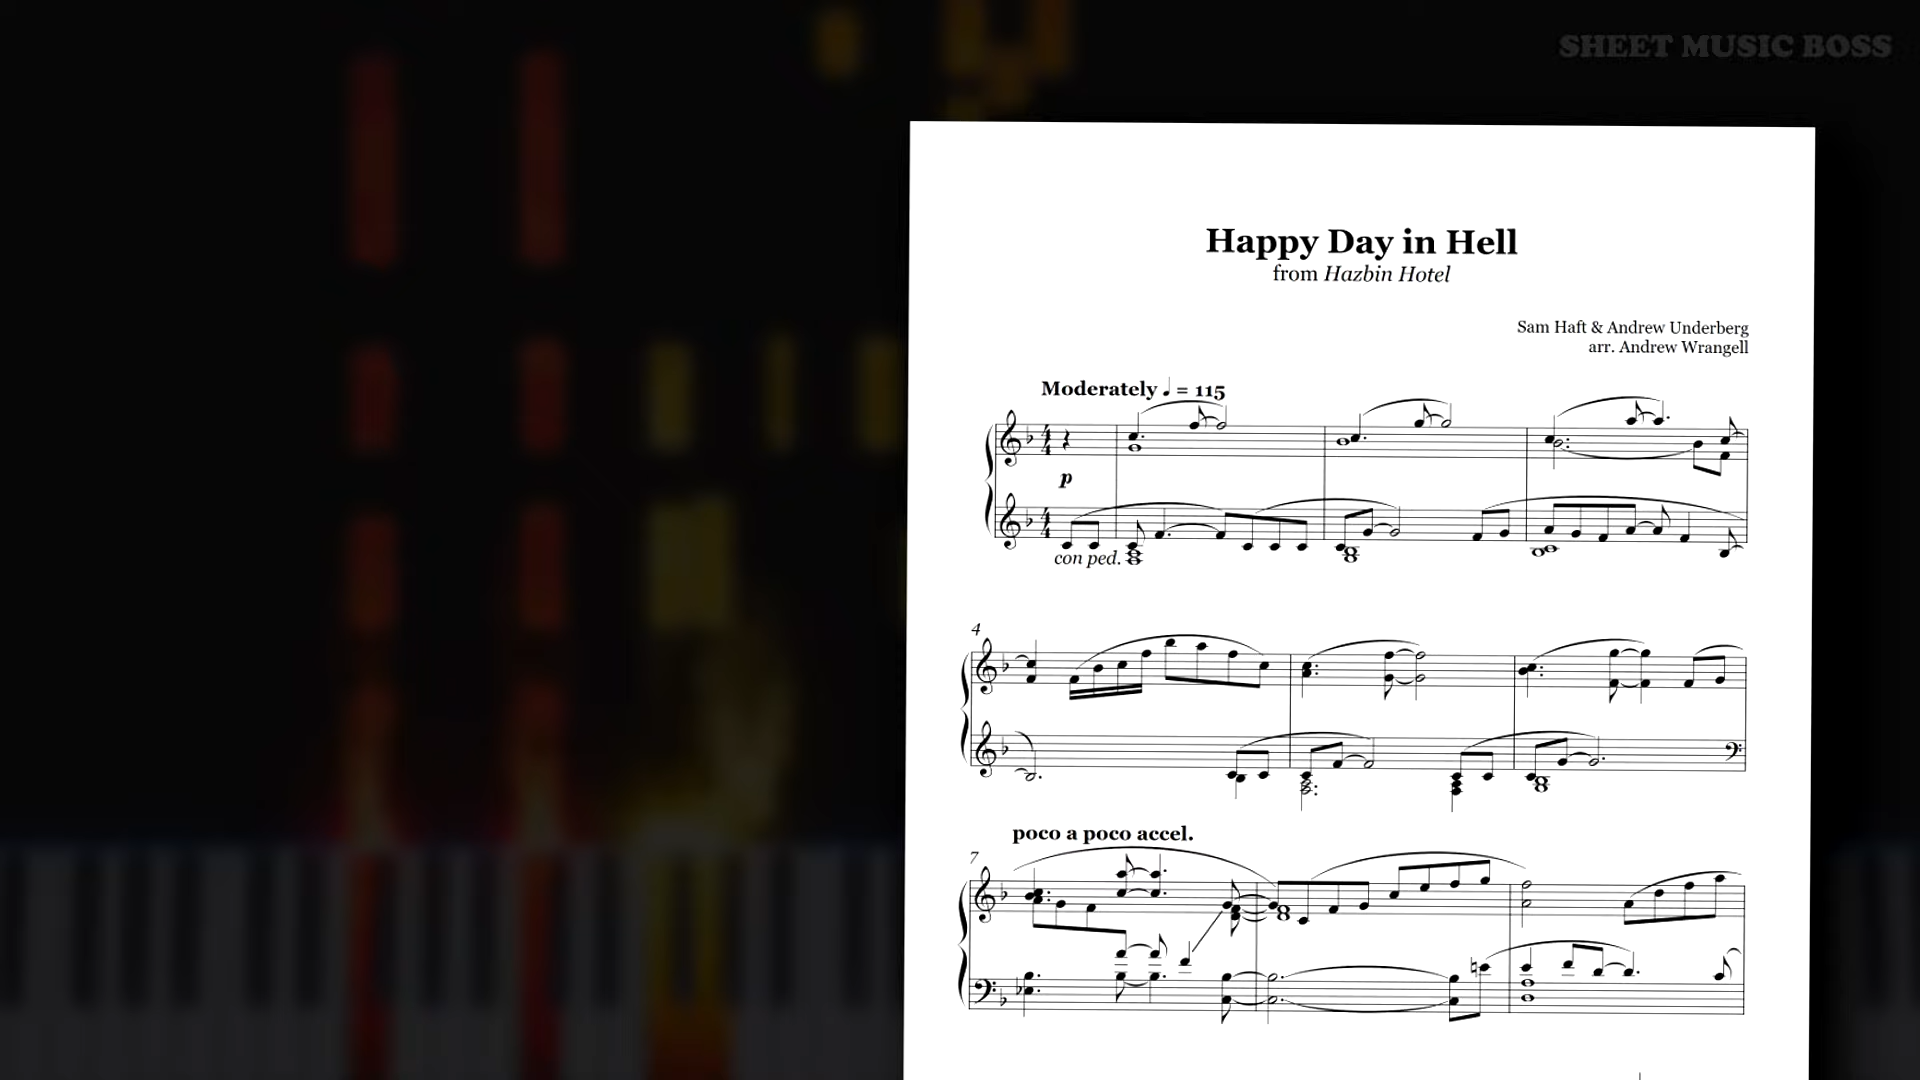 SHEET MUSIC BOSS
Happy Day in Hell
from Hazbin Hotel
Sam Haft & Andrew Underberg
arr. Andrew Wrangell
Moderately ♩ = 115
p
con ped.
4
poco a poco accel.
7